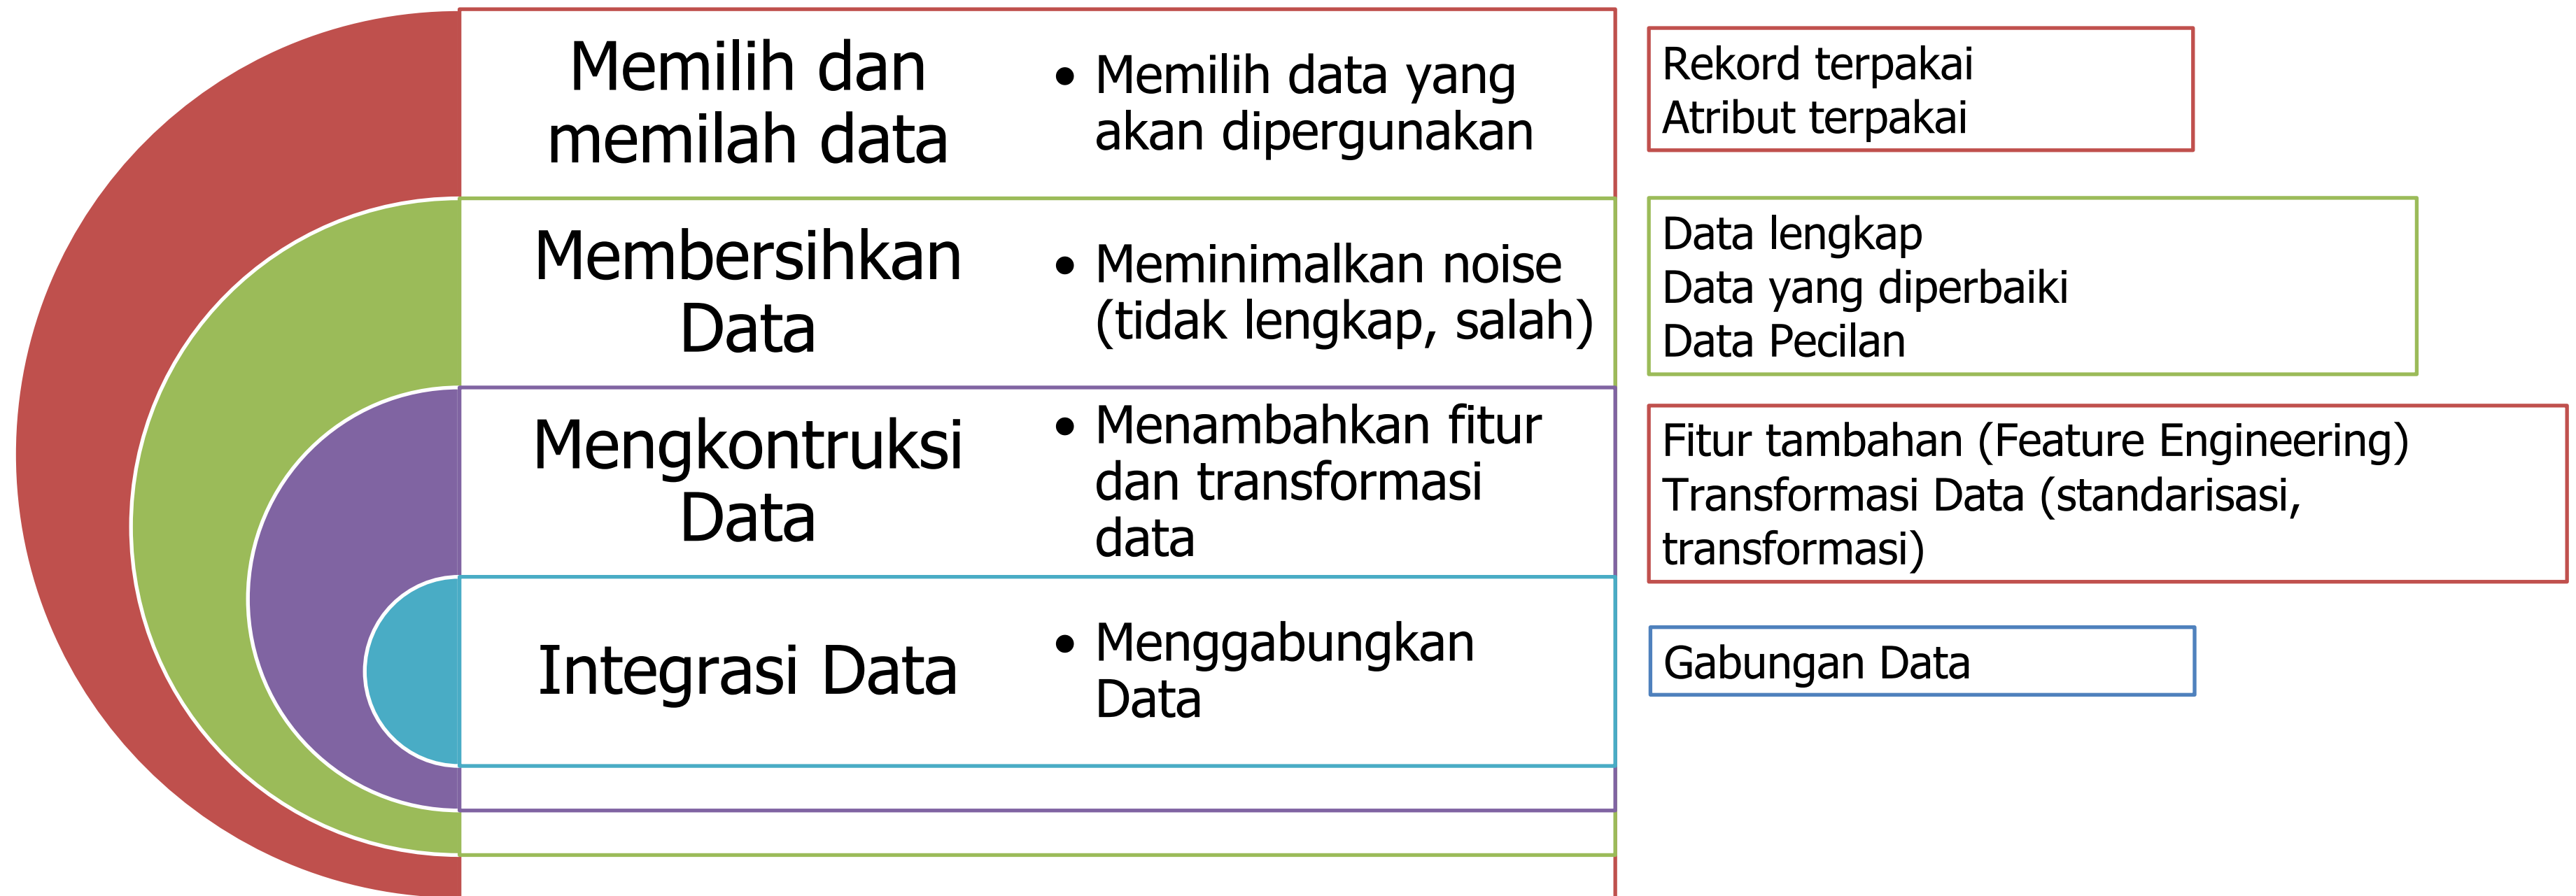 Memilih dan
memilah data
• Memilih data yang
akan dipergunakan
Rekord terpakai
Atribut terpakai
Membersihkan
Data
• Meminimalkan noise
(tidak lengkap, salah)
Data lengkap
Data yang diperbaiki
Data Pecilan
Mengkontruksi
Data
• Menambahkan fitur
dan transformasi
data
Fitur tambahan (Feature Engineering)
Transformasi Data (standarisasi,
transformasi)
Integrasi Data
• Menggabungkan
Data
Gabungan Data